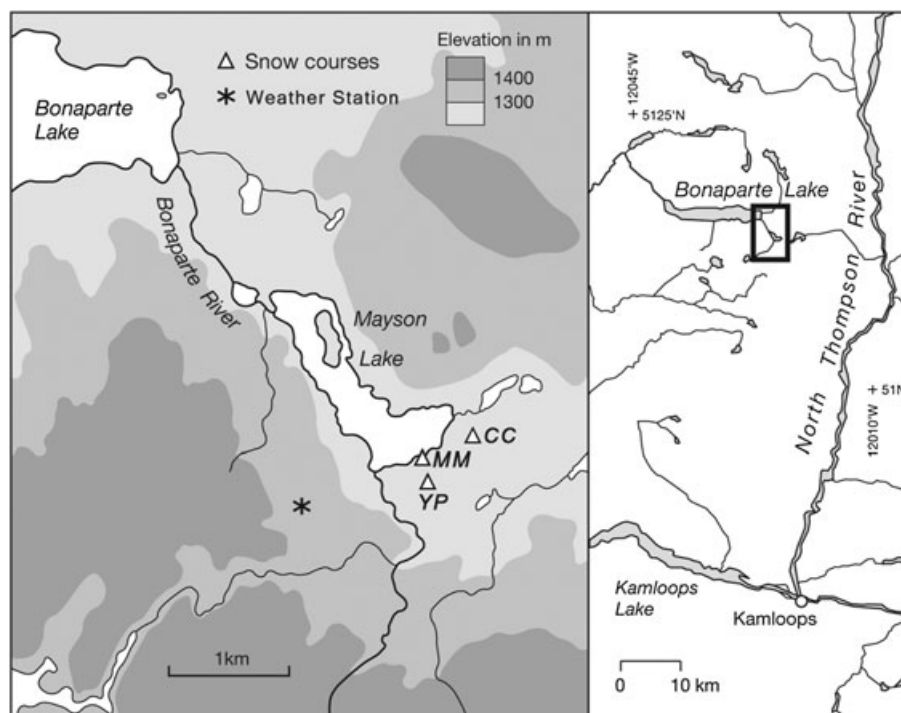 Elevation in m
1400
1300
Snow courses
Weather Station
Bonaparte
Lake
Bonaparte River
Mayson
Lake
CC
MM
YP
1km
12045'W
5125'N
Bonaparte Lake
North Thompson River
51N
12010'W
Kamloops
Lake
Kamloops
0 10 km